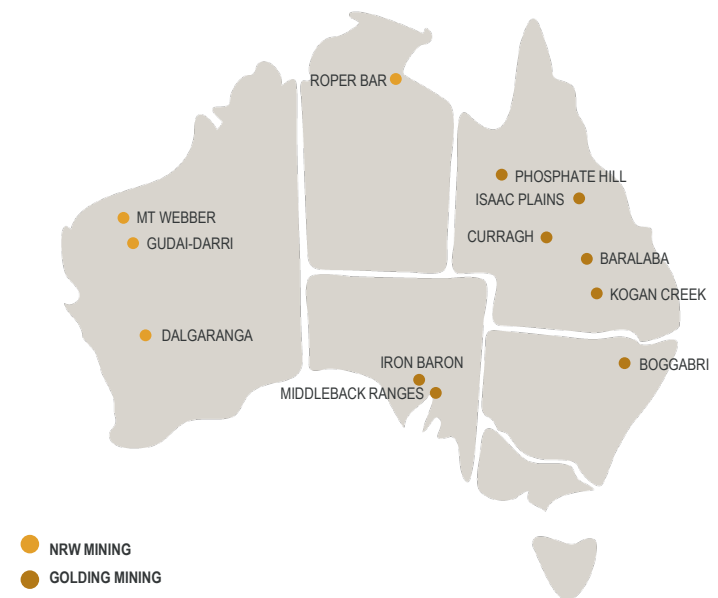 ROPER BAR
PHOSPHATE HILL
ISAAC PLAINS
MT WEBBER
CURRAGH
GUDAI-DARRI
BARALABA
KOGAN CREEK
DALGARANGA
IRON BARON
BOGGABRI
MIDDLEBACK RANGES
NRW MINING
GOLDING MINING